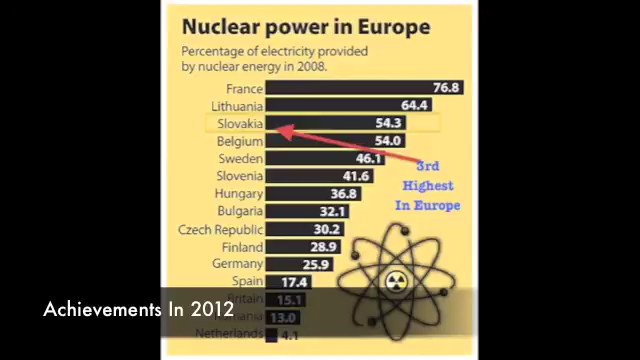 Nuclear power in Europe
Percentage of electricity provided
by nuclear energy in 2008.
France 76.8
Lithuania 64.4
Slovakia 54.3
Belgium 54.0
Sweden 46.1
3rd
Slovenia 41.6
Highest
Hungary 36.8
In Europe
Bulgaria 32.1
Czech Republic 30.2
Finland 28.9
Germany 25.9
Spain 17.4
Britain 15.1
Achievements In 2012
Romania 13.0
Netherlands 4.1